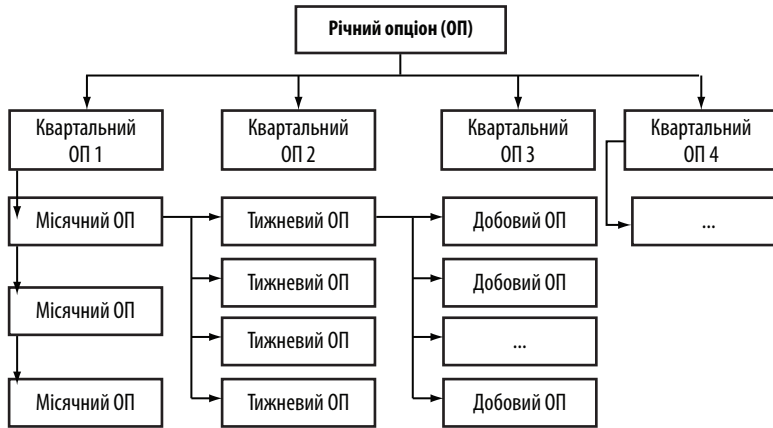 Річний опціон (ОП)
Квартальний
ОП 1
Квартальний
ОП 2
Квартальний
ОП 3
Квартальний
ОП 4
Місячний ОП
Тижневий ОП
Добовий ОП
...
Тижневий ОП
Добовий ОП
Місячний ОП
Тижневий ОП
...
Місячний ОП
Тижневий ОП
Добовий ОП